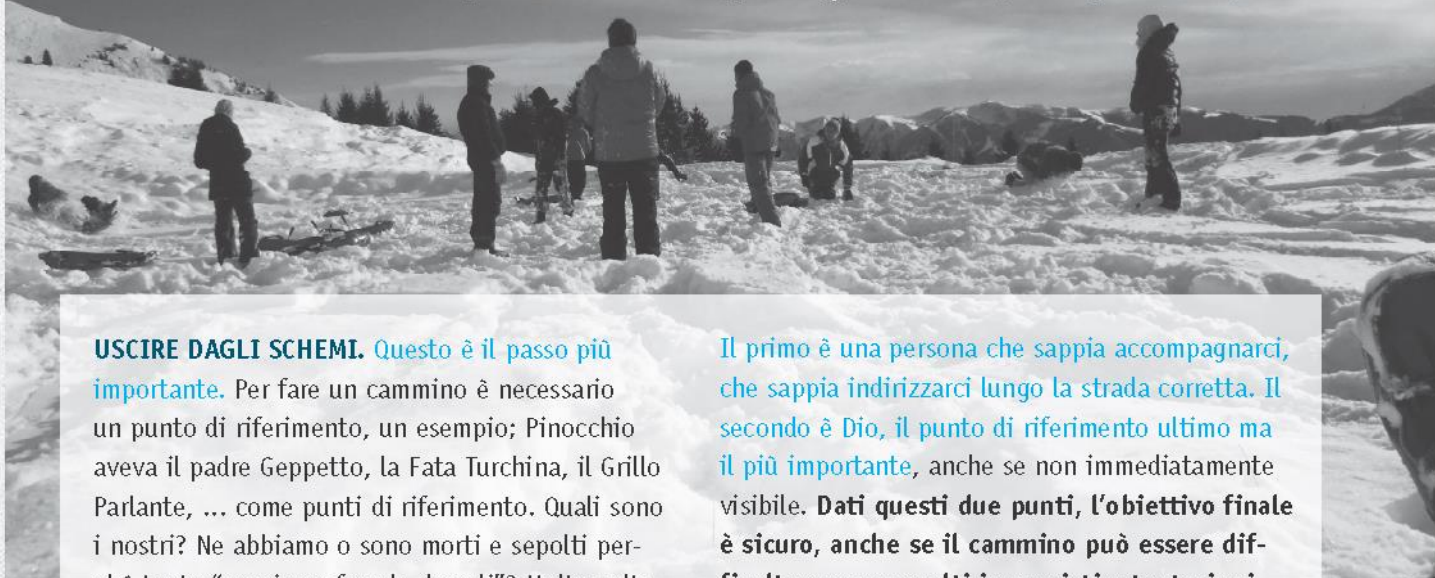 USCIRE DAGLI SCHEMI. Questo è il passo più
importante. Per fare un cammino è necessario
un punto di riferimento, un esempio; Pinocchio
aveva il padre Geppetto, la Fata Turchina, il Grillo
Parlante, ... come punti di riferimento. Quali sono
i nostri? Ne abbiamo o sono morti e sepolti per-
Il primo è una persona che sappia accompagnarci,
che sappia indirizzarci lungo la strada corretta. Il
secondo è Dio, il punto di riferimento ultimo ma
il più importante, anche se non immediatamente
visibile. Dati questi due punti, l'obiettivo finale
è sicuro, anche se il cammino può essere dif-